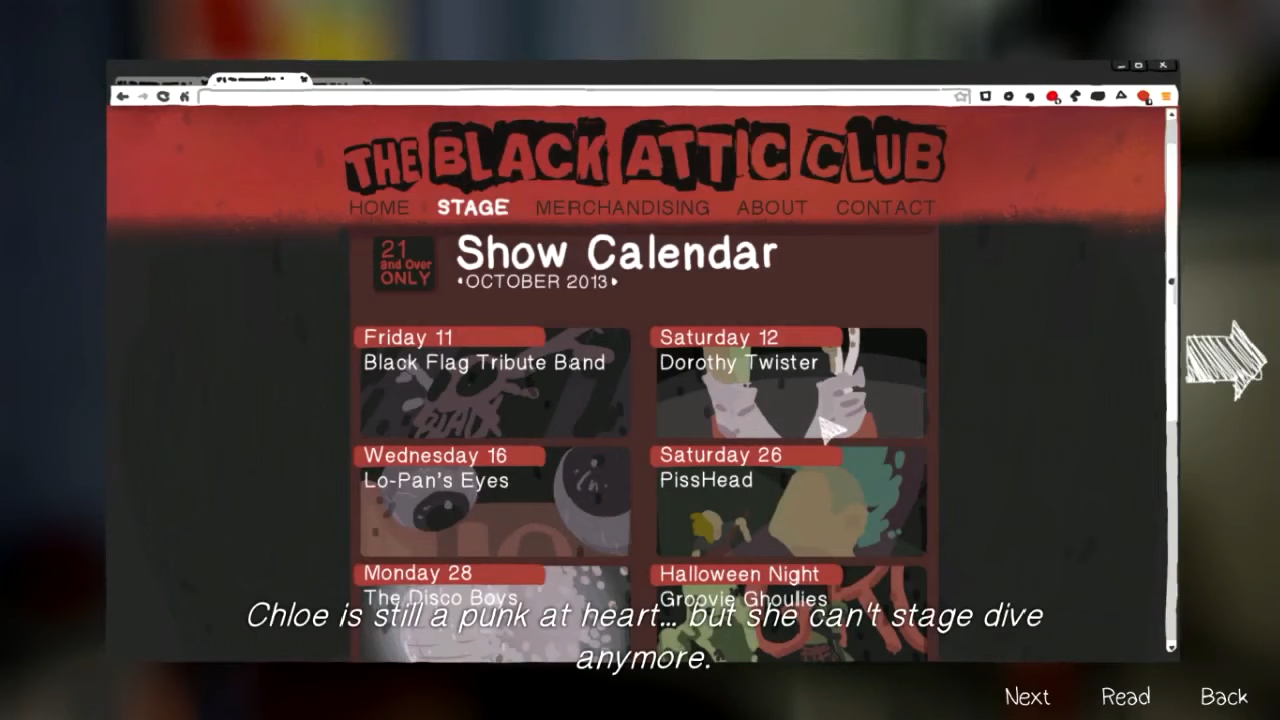 THE BLACK ATTIC CLUB
HOME STAGE MERCHANDISING ABOUT CONTACT
21
and Over
ONLY
Show Calendar
•OCTOBER 2013•
Friday 11
Black Flag Tribute Band
Saturday 12
Dorothy Twister
Wednesday 16
Lo-Pan's Eyes
Saturday 26
PissHead
Monday 28
The Disco Boys
Halloween Night
Groovie Ghoulies
Chloe is still a punk at heart... but she can't stage dive
anymore.
Next Read Back